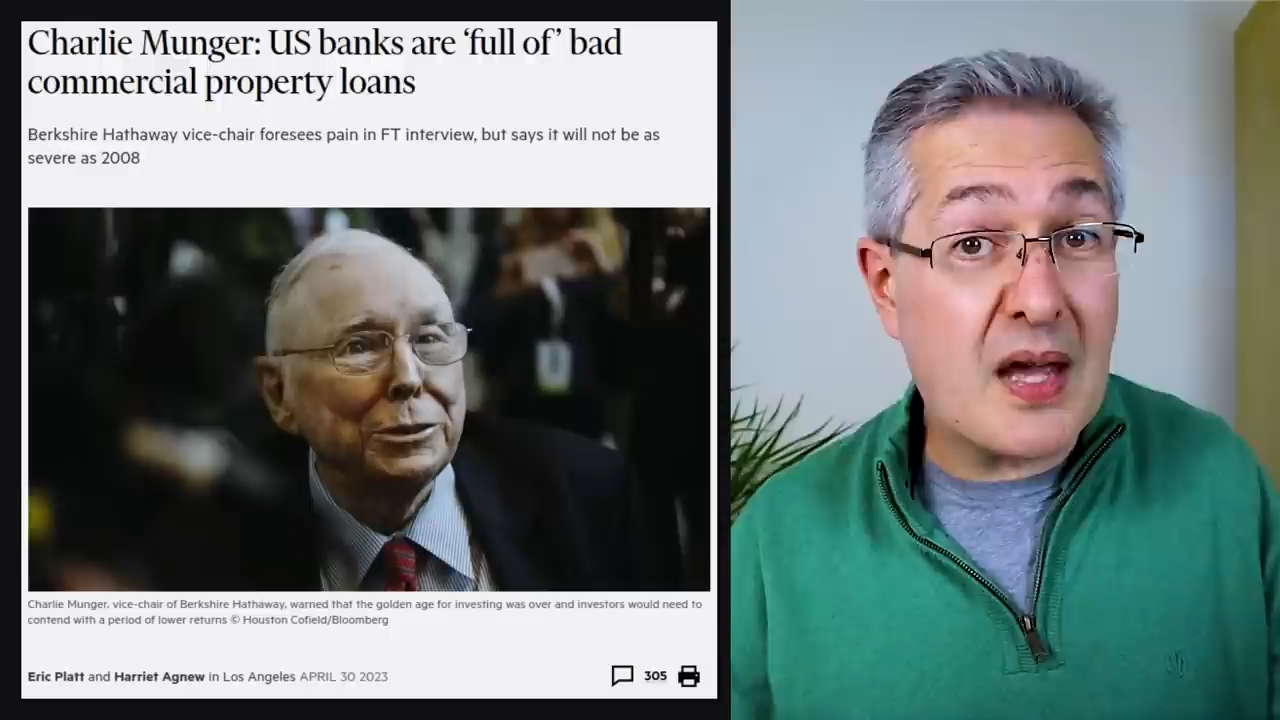 Charlie Munger: US banks are ‘full of’ bad
commercial property loans
Berkshire Hathaway vice-chair foresees pain in FT interview, but says it will not be as
severe as 2008
Charlie Munger, vice-chair of Berkshire Hathaway, warned that the golden age for investing was over and investors would need to
contend with a period of lower returns © Houston Cofield/Bloomberg
Eric Platt and Harriet Agnew in Los Angeles APRIL 30 2023
305